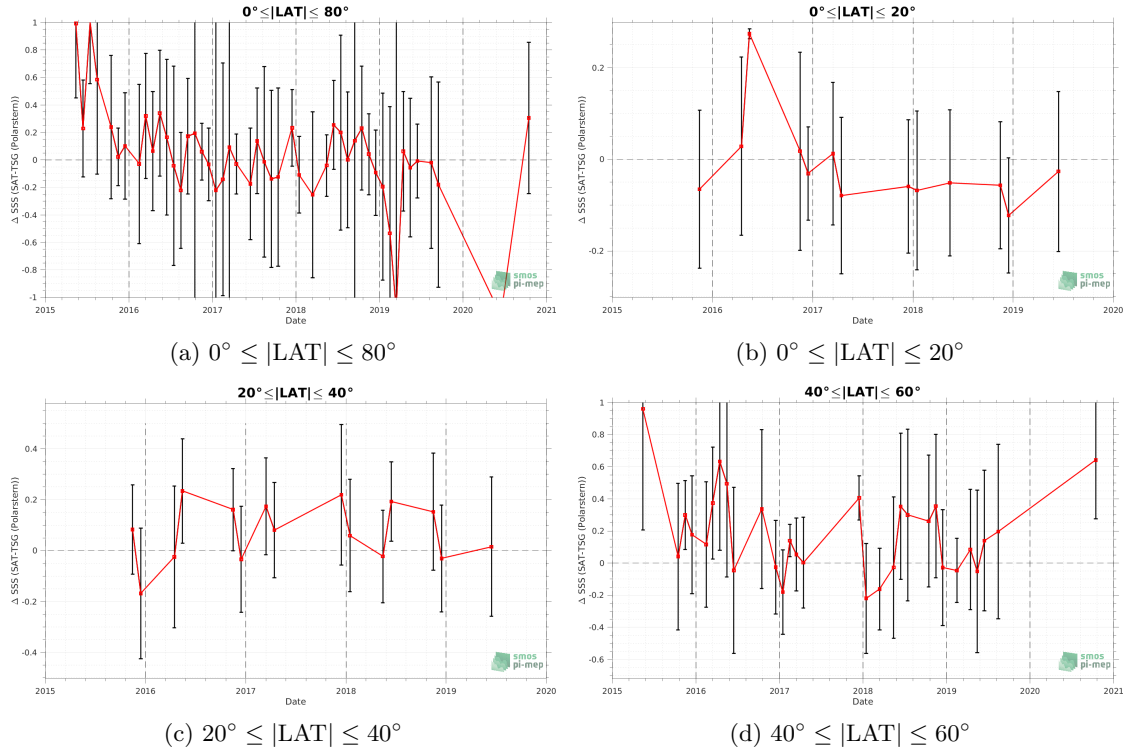 0°≤|LAT|≤ 80°
Δ SSS (SAT-TSG (Polarstern))
1
0.8
0.6
0.4
0.2
0
-0.2
-0.4
-0.6
-0.8
-1
2015 2016 2017 2018 2019 2020 2021
Date
smos
pi-mep
(a) 0° ≤ |LAT| ≤ 80°
0°≤|LAT|≤ 20°
Δ SSS (SAT-TSG (Polarstern))
0.2
0
-0.2
2015 2016 2017 2018 2019 2020
Date
smos
pi-mep
(b) 0° ≤ |LAT| ≤ 20°
20°≤|LAT|≤ 40°
Δ SSS (SAT-TSG (Polarstern))
0.4
0.2
0
-0.2
-0.4
2015 2016 2017 2018 2019 2020
Date
smos
pi-mep
(c) 20° ≤ |LAT| ≤ 40°
40°≤|LAT|≤ 60°
Δ SSS (SAT-TSG (Polarstern))
1
0.8
0.6
0.4
0.2
0
-0.2
-0.4
-0.6
2015 2016 2017 2018 2019 2020 2021
Date
smos
pi-mep
(d) 40° ≤ |LAT| ≤ 60°